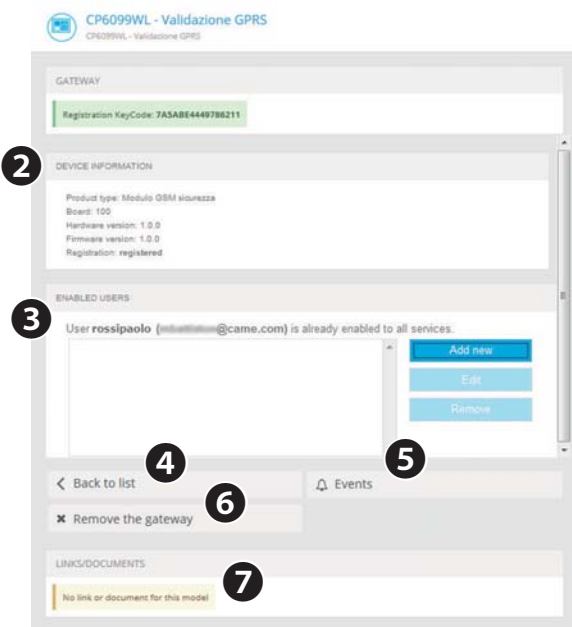 CP6099WL - Validazione GPRS
CP6099WL - Validazione GPRS
GATEWAY
Registration KeyCode: 7A5ABE4449786211
2
DEVICE INFORMATION
Product type: Modulo GSM sicurezza
Board: 100
Hardware version: 1.0.0
Firmware version: 1.0.0
Registration: registered
ENABLED USERS
3
User rossipaolo (@came.com) is already enabled to all services.
Add new
Edit
Remove
4
5
Back to list
Events
6
Remove the gateway
LINKS/DOCUMENTS
7
No link or document for this model